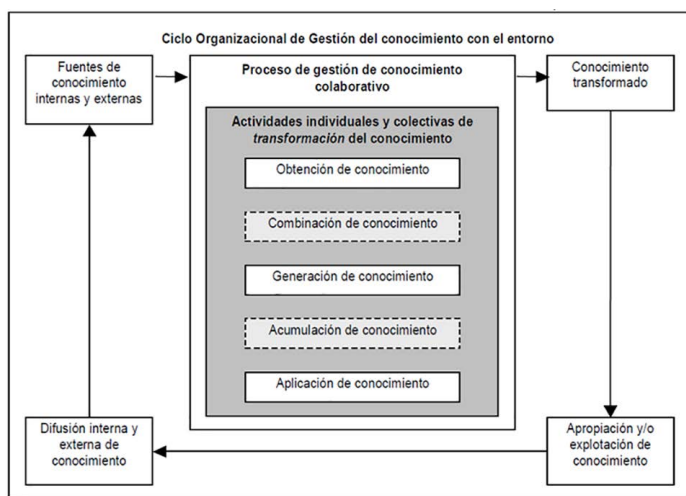 Ciclo Organizacional de Gestión del conocimiento con el entorno
Fuentes de
conocimiento
internas y externas
Proceso de gestión de conocimiento
colaborativo
Conocimiento
transformado
Actividades individuales y colectivas de
transformación del conocimiento
Obtención de conocimiento
Combinación de conocimiento
Generación de conocimiento
Acumulación de conocimiento
Aplicación de conocimiento
Difusión interna y
externa de
conocimiento
Apropiación y/o
explotación de
conocimiento